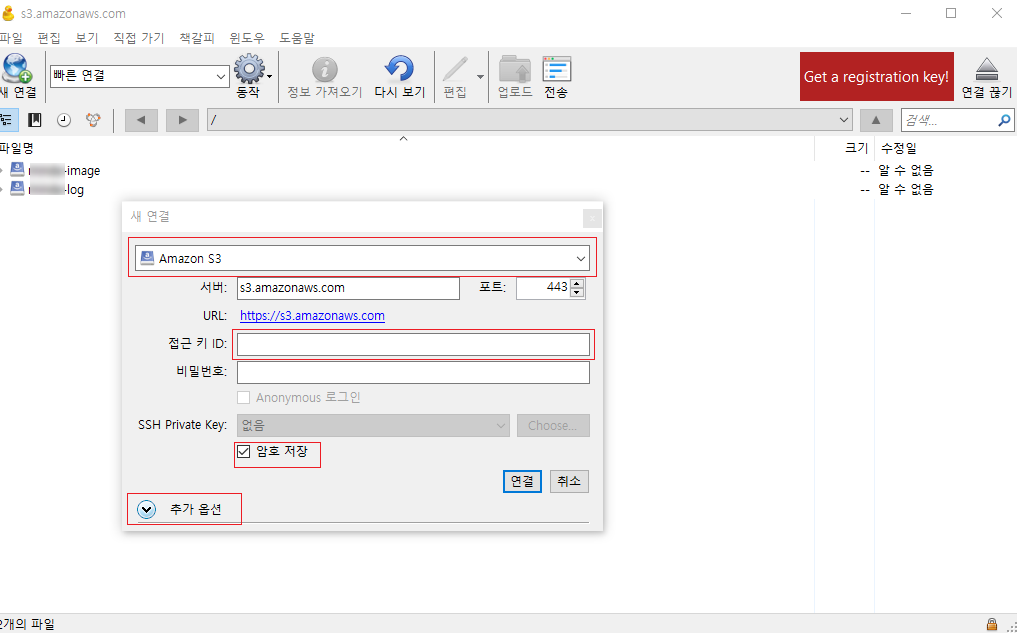 s3.amazonaws.com
파일 편집 보기 직접 가기 책갈피 윈도우 도움말
빠른 연결
새 연결 동작 정보 가져오기 다시 보기 편집 업로드 전송 Get a registration key! 연결 끊기
/ 검색...
파일명 크기 수정일
-image -- 알 수 없음
-log -- 알 수 없음
새 연결
Amazon S3
서버: s3.amazonaws.com 포트: 443
URL: https://s3.amazonaws.com
접근 키 ID:
비밀번호:
Anonymous 로그인
SSH Private Key: 없음 Choose...
암호 저장
연결 취소
추가 옵션
2개의 파일